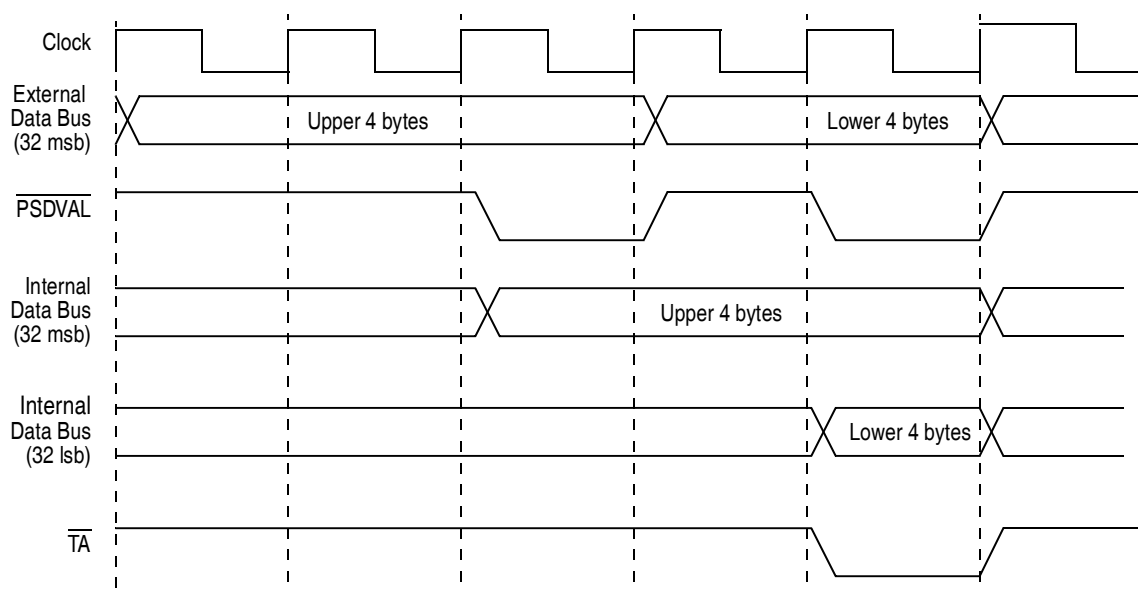 Clock
External
Data Bus
(32 msb)
Upper 4 bytes
Lower 4 bytes
PSDVAL
Internal
Data Bus
(32 msb)
Upper 4 bytes
Internal
Data Bus
(32 lsb)
Lower 4 bytes
TA